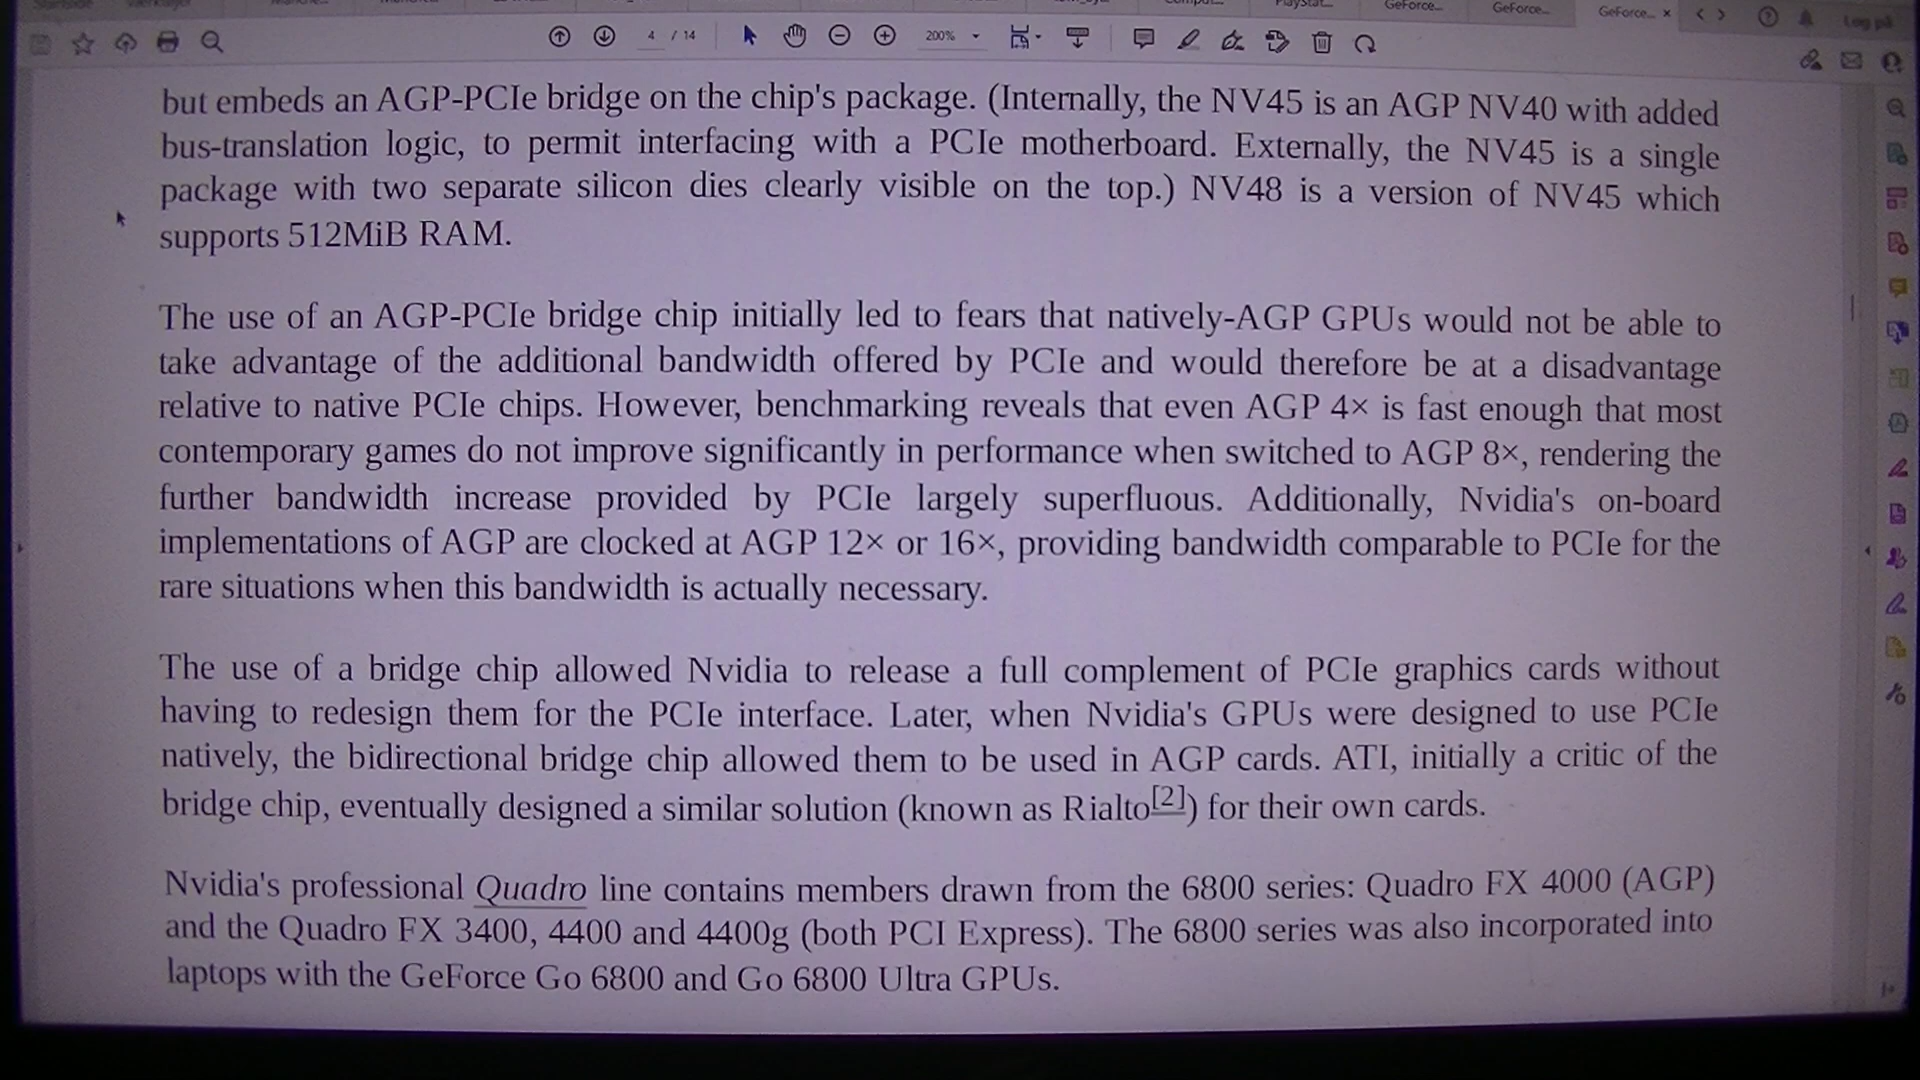 GeForce...
GeForce...
GeForce... ×
Log på
4 / 14
200%
but embeds an AGP-PCIe bridge on the chip's package. (Internally, the NV45 is an AGP NV40 with added
bus-translation logic, to permit interfacing with a PCIe motherboard. Externally, the NV45 is a single
package with two separate silicon dies clearly visible on the top.) NV48 is a version of NV45 which
supports 512MiB RAM.
The use of an AGP-PCIe bridge chip initially led to fears that natively-AGP GPUs would not be able to
take advantage of the additional bandwidth offered by PCIe and would therefore be at a disadvantage
relative to native PCIe chips. However, benchmarking reveals that even AGP 4× is fast enough that most
contemporary games do not improve significantly in performance when switched to AGP 8×, rendering the
further bandwidth increase provided by PCIe largely superfluous. Additionally, Nvidia's on-board
implementations of AGP are clocked at AGP 12× or 16×, providing bandwidth comparable to PCIe for the
rare situations when this bandwidth is actually necessary.
The use of a bridge chip allowed Nvidia to release a full complement of PCIe graphics cards without
having to redesign them for the PCIe interface. Later, when Nvidia's GPUs were designed to use PCIe
natively, the bidirectional bridge chip allowed them to be used in AGP cards. ATI, initially a critic of the
bridge chip, eventually designed a similar solution (known as Rialto[2]) for their own cards.
Nvidia's professional Quadro line contains members drawn from the 6800 series: Quadro FX 4000 (AGP)
and the Quadro FX 3400, 4400 and 4400g (both PCI Express). The 6800 series was also incorporated into
laptops with the GeForce Go 6800 and Go 6800 Ultra GPUs.